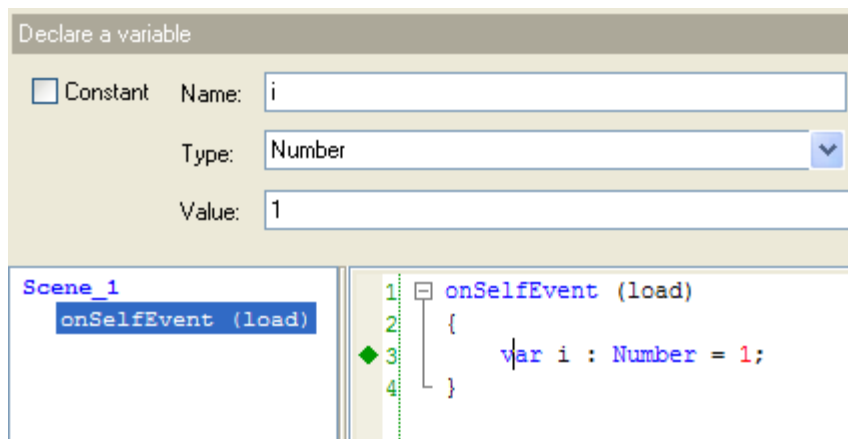 Declare a variable
Constant Name: i
Type: Number
Value: 1
Scene_1
onSelfEvent (load)
1 onSelfEvent (load)
2 {
3 var i : Number = 1;
4 }